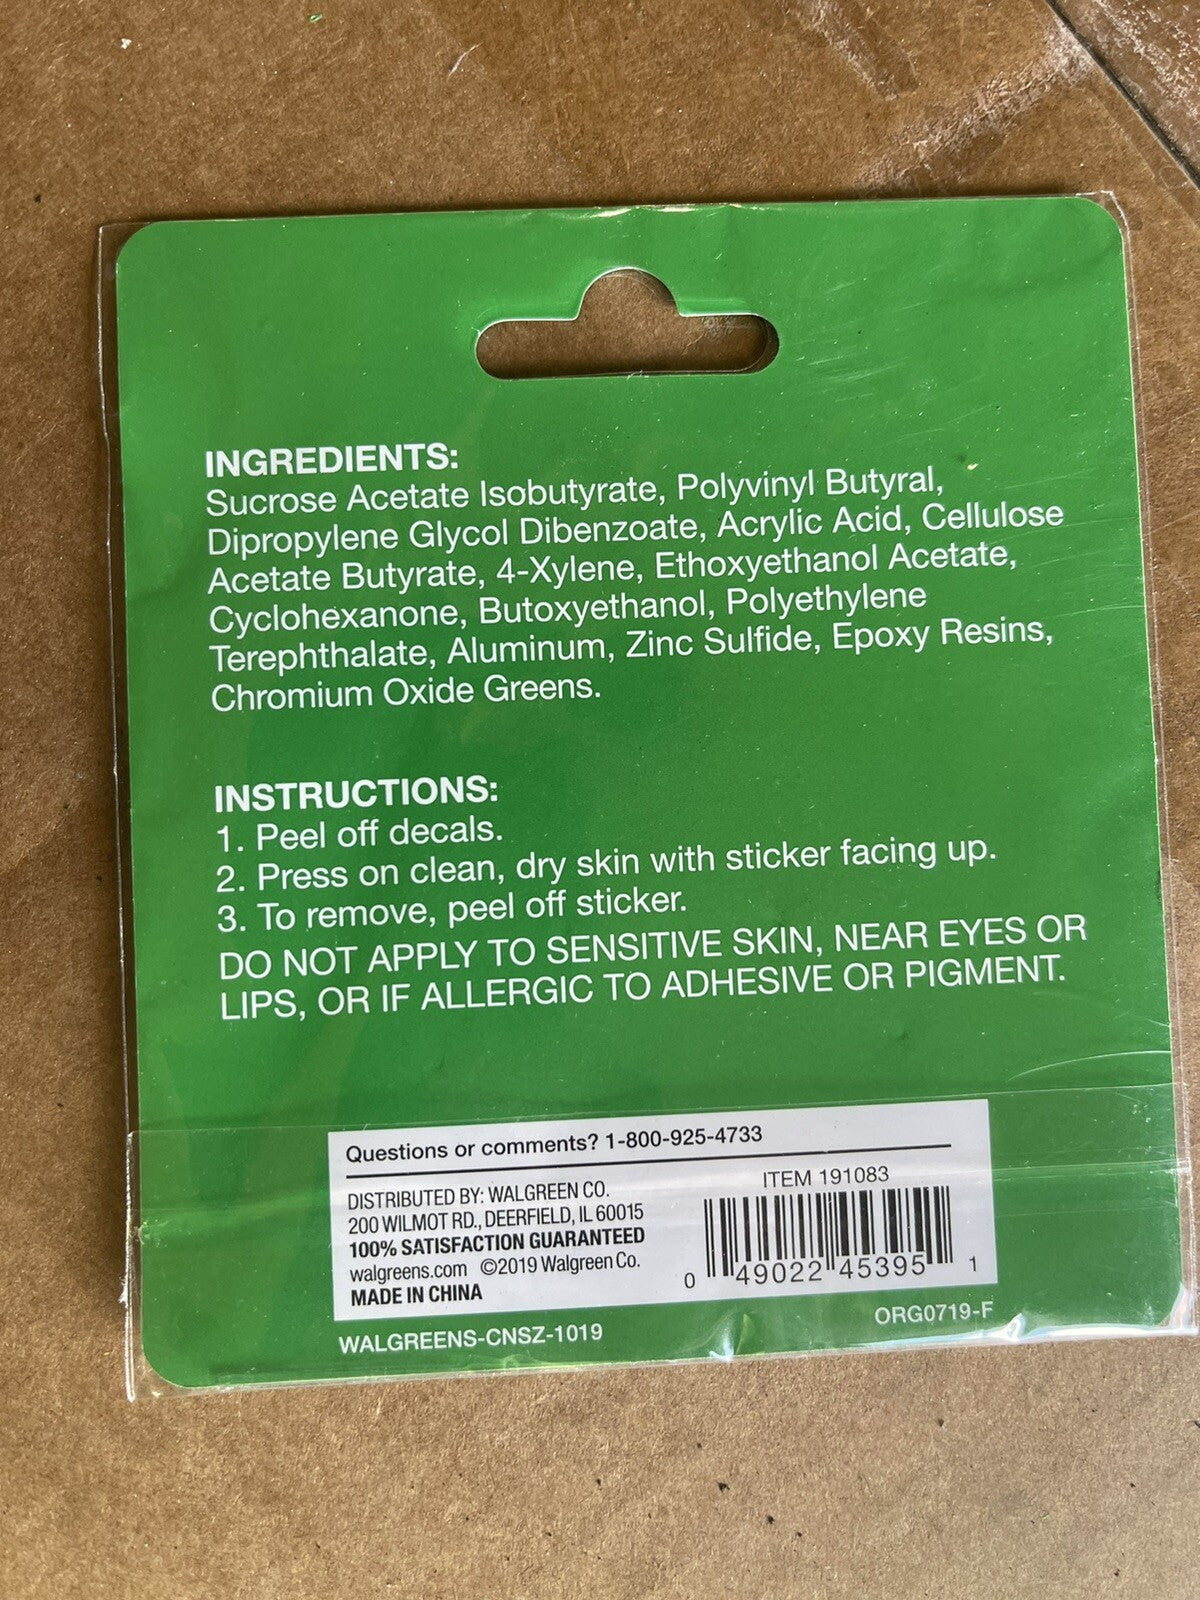 INGREDIENTS:
Sucrose Acetate Isobutyrate, Polyvinyl Butyral,
Dipropylene Glycol Dibenzoate, Acrylic Acid, Cellulose
Acetate Butyrate, 4-Xylene, Ethoxyethanol Acetate,
Cyclohexanone, Butoxyethanol, Polyethylene
Terephthalate, Aluminum, Zinc Sulfide, Epoxy Resins,
Chromium Oxide Greens.
INSTRUCTIONS:
1. Peel off decals.
2. Press on clean, dry skin with sticker facing up.
3. To remove, peel off sticker.
DO NOT APPLY TO SENSITIVE SKIN, NEAR EYES OR
LIPS, OR IF ALLERGIC TO ADHESIVE OR PIGMENT.
Questions or comments? 1-800-925-4733
DISTRIBUTED BY: WALGREEN CO.
200 WILMOT RD., DEERFIELD, IL 60015
100% SATISFACTION GUARANTEED
walgreens.com ©2019 Walgreen Co.
MADE IN CHINA
ITEM 191083
0 49022 45395 1
WALGREENS-CNSZ-1019
ORG0719-F